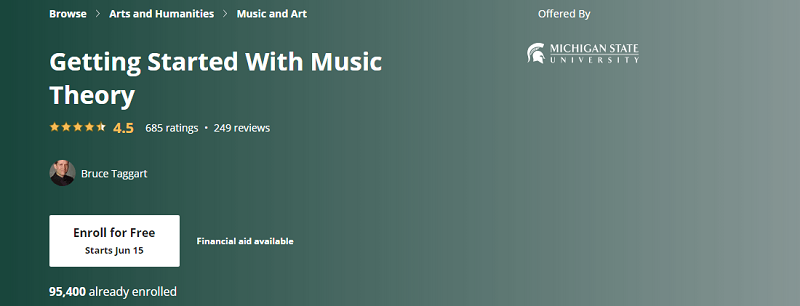 Browse > Arts and Humanities > Music and Art
Offered By
Getting Started With Music
Theory
MICHIGAN STATE
UNIVERSITY
4.5 685 ratings • 249 reviews
Bruce Taggart
Enroll for Free
Starts Jun 15
Financial aid available
95,400 already enrolled